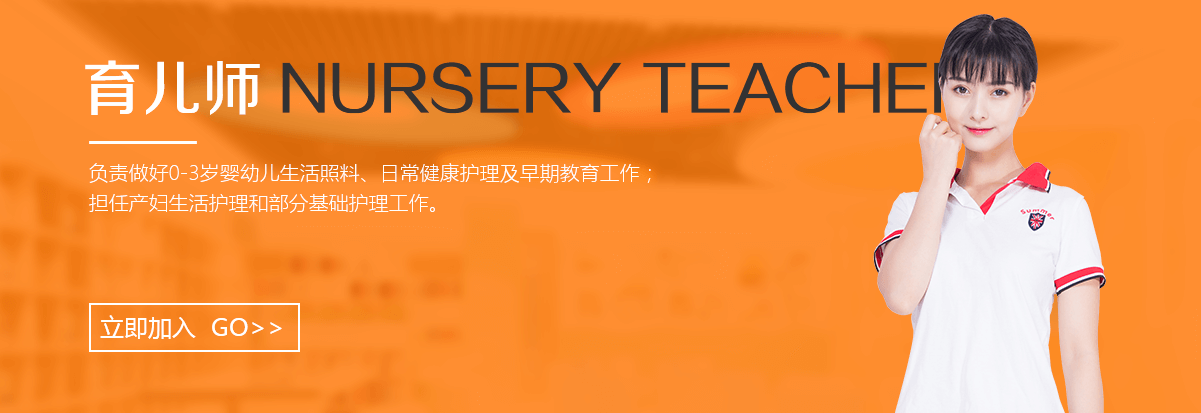 育儿师 NURSERY TEACHER
负责做好0-3岁婴幼儿生活照料、日常健康护理及早期教育工作；
担任产妇生活护理和部分基础护理工作。
立即加入 GO>>
Summer